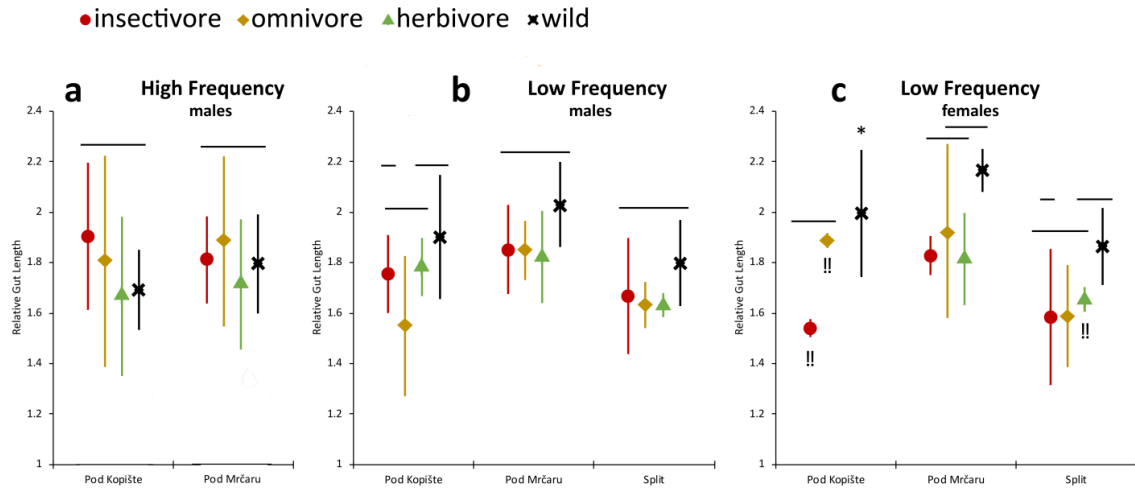 insectivore omnivore herbivore wild
a High Frequency
males
b Low Frequency
males
c Low Frequency
females
Relative Gut Length
2.4
2.2
2
1.8
1.6
1.4
1.2
1
Pod Kopište Pod Mrčaru
Relative Gut Length
2.4
2.2
2
1.8
1.6
1.4
1.2
1
Pod Kopište Pod Mrčaru Split
Relative Gut Length
2.4
2.2
2
1.8
1.6
1.4
1.2
1
*
!!
!!
!!
Pod Kopište Pod Mrčaru Split